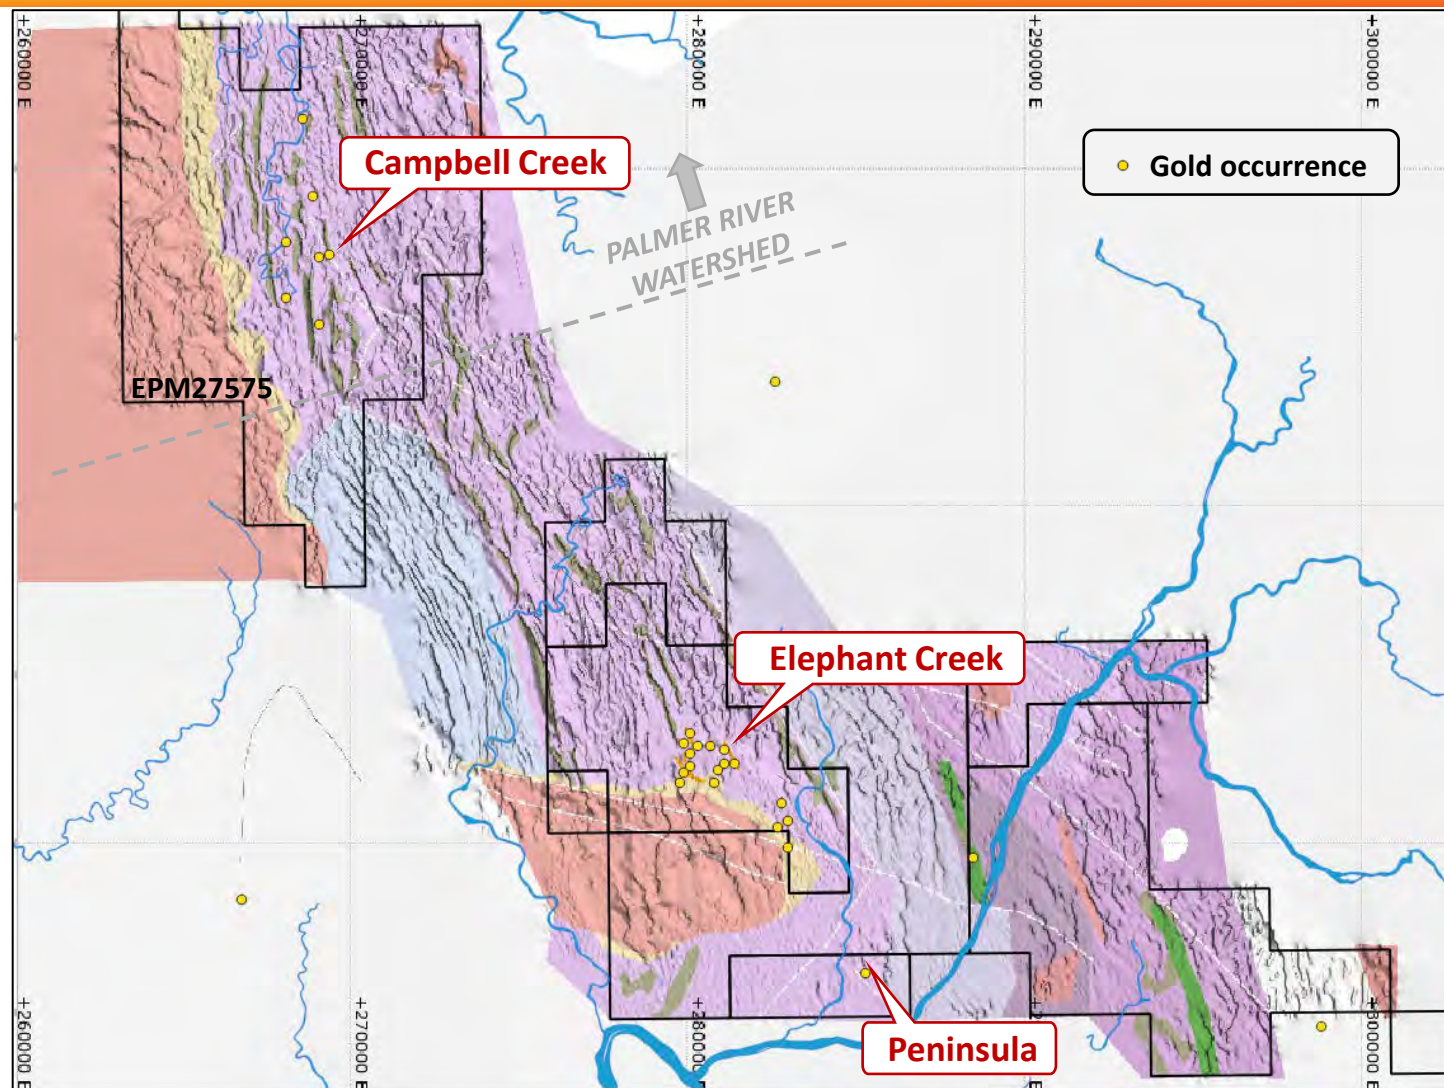 +260000 E
+270000 E
+280000 E
+290000 E
+300000 E
Campbell Creek
Gold occurrence
PALMER RIVER
WATERSHED
EPM27575
Elephant Creek
Peninsula
+260000 E
+270000 E
+280000 E